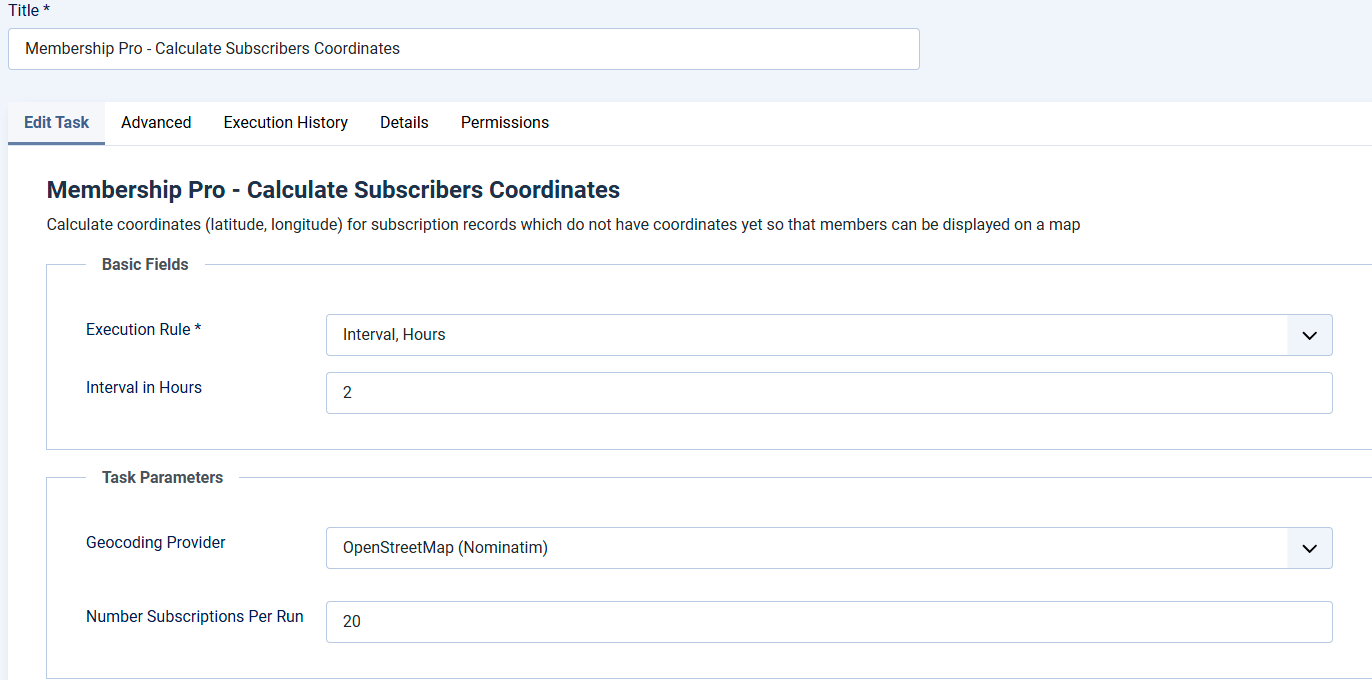 Title *
Membership Pro - Calculate Subscribers Coordinates
Edit Task
Advanced
Execution History
Details
Permissions
Membership Pro - Calculate Subscribers Coordinates
Calculate coordinates (latitude, longitude) for subscription records which do not have coordinates yet so that members can be displayed on a map
Basic Fields
Execution Rule *
Interval, Hours
Interval in Hours
2
Task Parameters
Geocoding Provider
OpenStreetMap (Nominatim)
Number Subscriptions Per Run
20